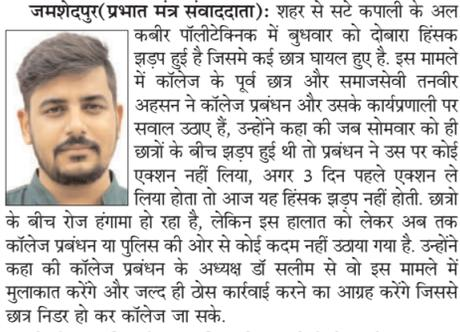 जमशेदपुर(प्रभात मंत्र संवाददाता): शहर से सटे कपाली के अल
कबीर पॉलीटेक्निक में बुधवार को दोबारा हिंसक
झड़प हुई है जिसमे कई छात्र घायल हुए है. इस मामले
में कॉलेज के पूर्व छात्र और समाजसेवी तनवीर
अहसन ने कॉलेज प्रबंधन और उसके कार्यप्रणाली पर
सवाल उठाए हैं, उन्होंने कहा की जब सोमवार को ही
छात्रों के बीच झड़प हुई थी तो प्रबंधन ने उस पर कोई
एक्शन नहीं लिया, अगर 3 दिन पहले एक्शन ले
लिया होता तो आज यह हिंसक झड़प नहीं होती. छात्रो
के बीच रोज हंगामा हो रहा है, लेकिन इस हालात को लेकर अब तक
कॉलेज प्रबंधन या पुलिस की ओर से कोई कदम नहीं उठाया गया है. उन्होंने
कहा की कॉलेज प्रबंधन के अध्यक्ष डॉ सलीम से वो इस मामले में
मुलाकात करेंगे और जल्द ही ठोस कार्रवाई करने का आग्रह करेंगे जिससे
छात्र निडर हो कर कॉलेज जा सके.